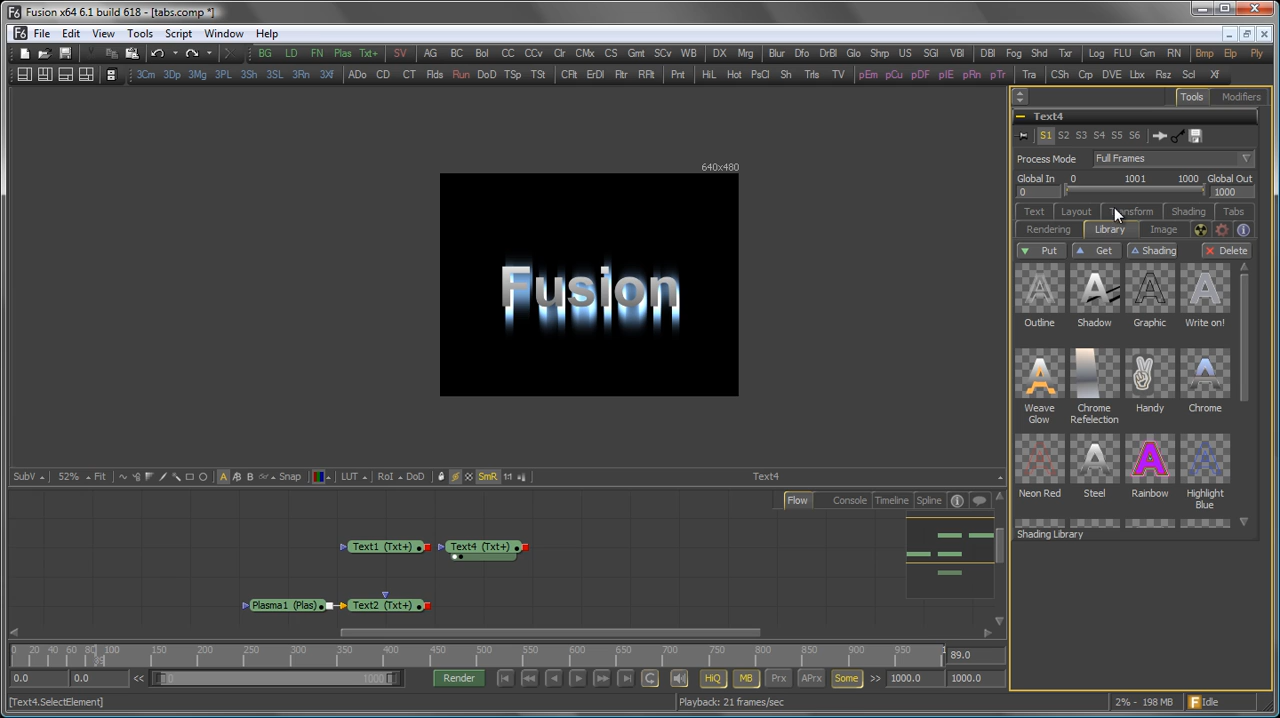 Fusion x64 6.1 build 618 - [tabs.comp *]
File Edit View Tools Script Window Help
BG LD FN Plas Txt+ SV AG BC BoL CC CCv Clr CMx CS Gmt SCv WB DX Mrg Blur Dfo DrBl Glo Shrp US SGl VBl DBl Fog Shd Txr Log FLU Grn RN Bmp Elp Ply
3Cm 3Dp 3Mg 3PL 3Sh 3SL 3Rn 3Xf ADo CD CT Flds Run DoD TSp TSt CFlt ErDl Fltr RFlt Pnt HiL Hot PsCl Sh Trls TV pEm pCu pDF pIE pRn pTr Tra CSh Crp DVE Lbx Rsz Scl Xf
Tools Modifiers
Text4
S1 S2 S3 S4 S5 S6
Process Mode Full Frames
Global In 0 1001 1000 Global Out
0 1000
Text Layout Transform Shading Tabs
Rendering Library Image
Put Get Shading Delete
Outline Shadow Graphic Write on!
Weave Glow Chrome Refelection Handy Chrome
Neon Red Steel Rainbow Highlight Blue
Shading Library
640x480
Fusion
SubV 52% Fit A B Snap LUT RoI DoD SmR 1:1 Text4
Flow Console Timeline Spline
Text1 (Txt+) Text4 (Txt+)
Plasma1 (Plas) Text2 (Txt+)
0 20 40 60 80 100 150 200 250 300 350 400 450 500 550 600 650 700 750 800 850 900 950
89.0
0.0 0.0 << 0 1000 Render HiQ MB Prx APrx Some >> 1000.0 1000.0
[Text4.SelectElement] Playback: 21 frames/sec 2% - 198 MB Idle